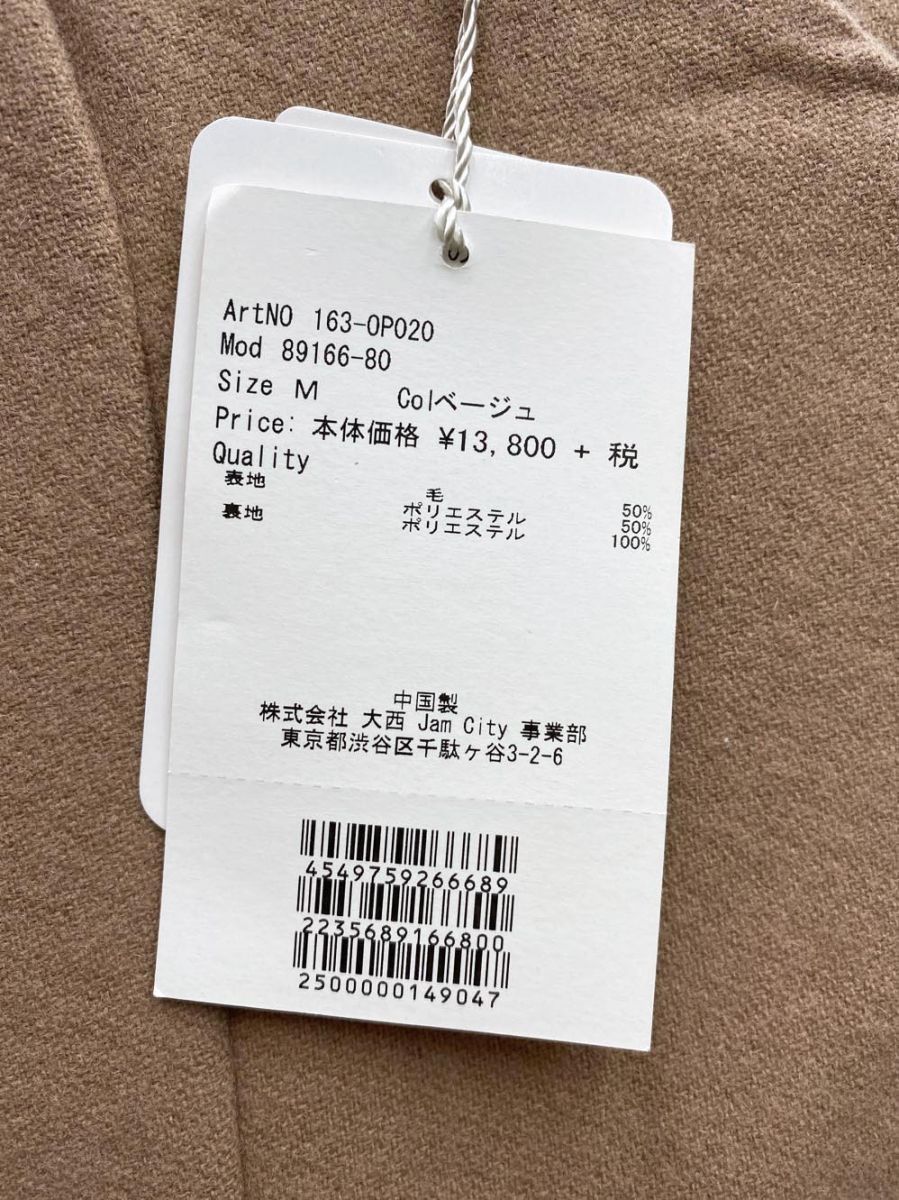 ArtNO 163-OP020
Mod 89166-80
Size M Colベージュ
Price: 本体価格 ¥13,800 + 税
Quality
表地 毛 50%
ポリエステル 50%
裏地 ポリエステル 100%
中国製
株式会社 大西 Jam City 事業部
東京都渋谷区千駄ヶ谷3-2-6
4549759266689
2235689166800
2500000149047